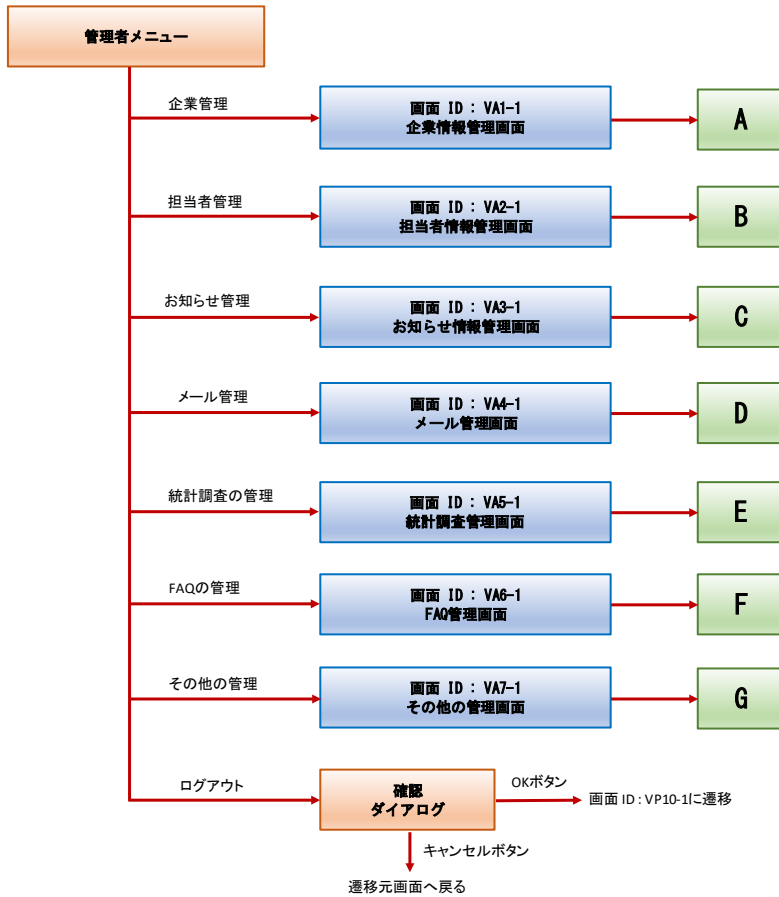 管理者メニュー
企業管理
画面 ID : VA1-1
企業情報管理画面
A
担当者管理
画面 ID : VA2-1
担当者情報管理画面
B
お知らせ管理
画面 ID : VA3-1
お知らせ情報管理画面
C
メール管理
画面 ID : VA4-1
メール管理画面
D
統計調査の管理
画面 ID : VA5-1
統計調査管理画面
E
FAQの管理
画面 ID : VA6-1
FAQ管理画面
F
その他の管理
画面 ID : VA7-1
その他の管理画面
G
ログアウト
確認
ダイアログ
OKボタン
画面 ID : VP10-1に遷移
キャンセルボタン
遷移元画面へ戻る